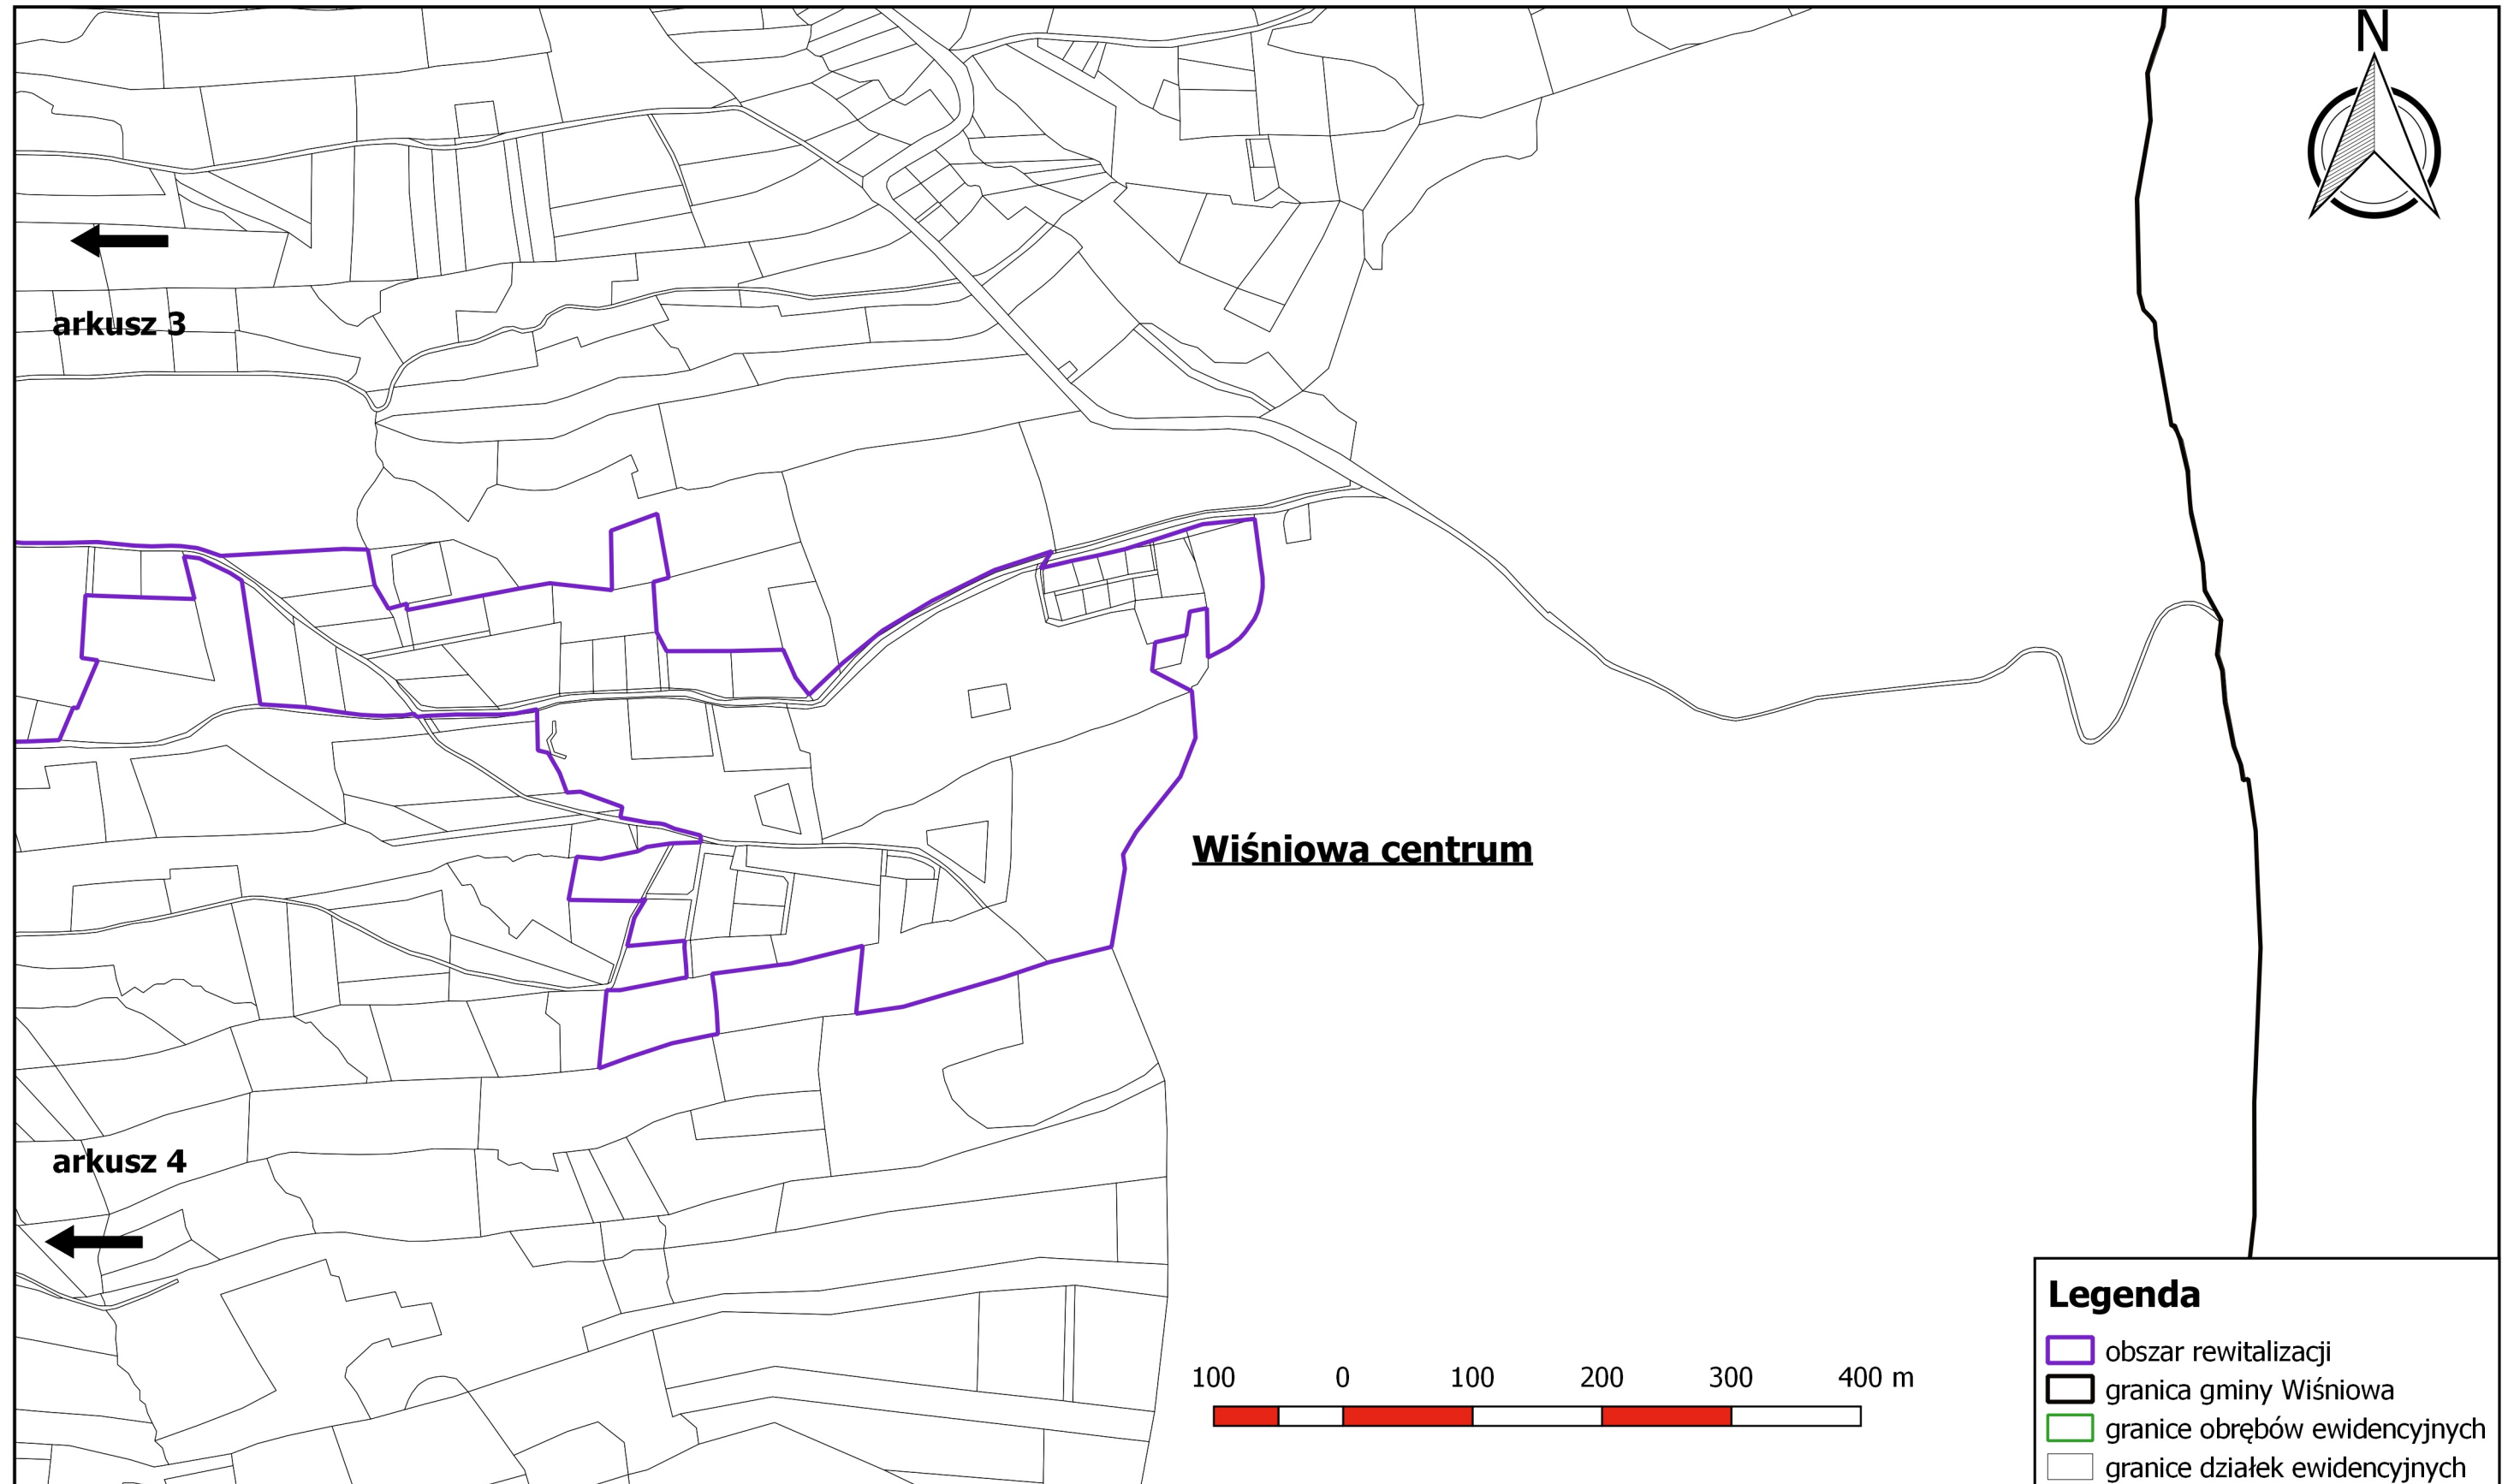 N
arkusz 3
Wiśniowa centrum
arkusz 4
100 0 100 200 300 400 m
Legenda
obszar rewitalizacji
granica gminy Wiśniowa
granice obrębów ewidencyjnych
granice działek ewidencyjnych